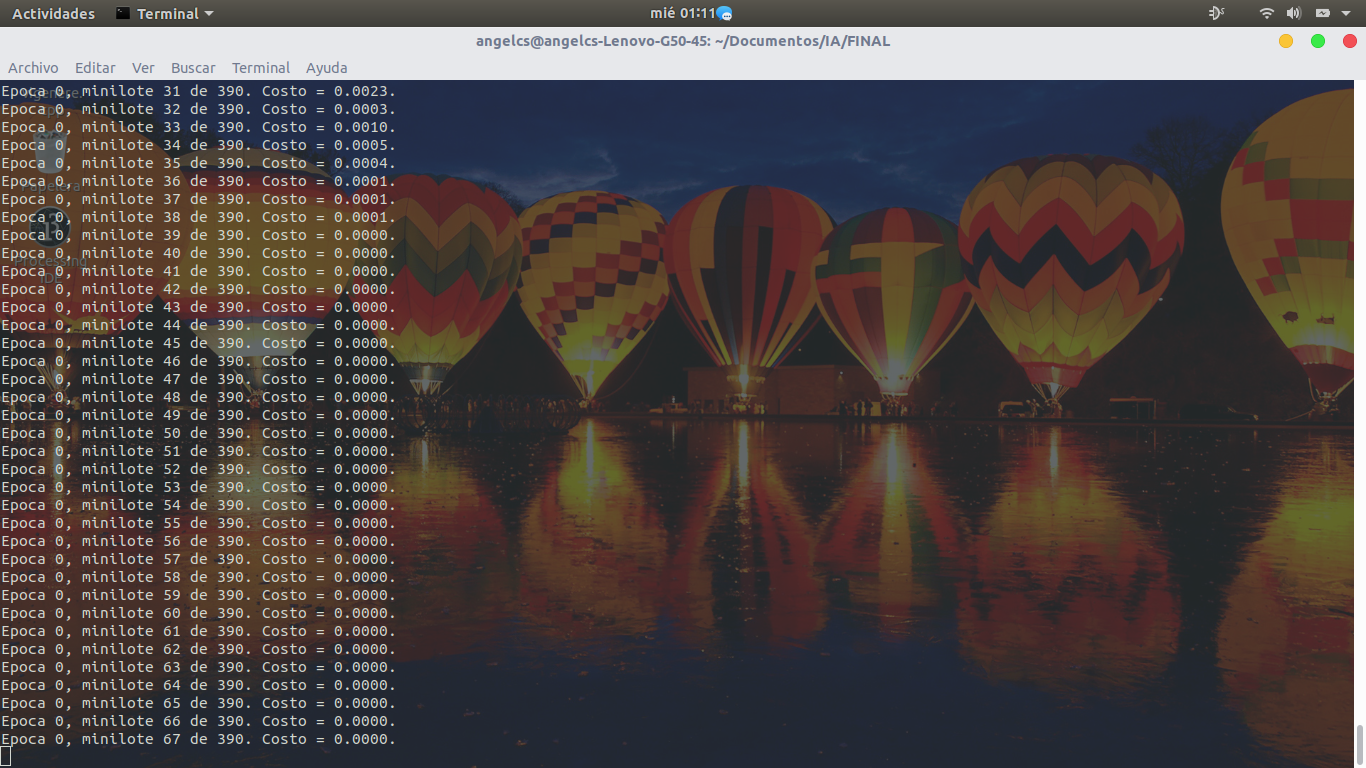 Actividades Terminal mié 01:11
angelcs@angelcs-Lenovo-G50-45: ~/Documentos/IA/FINAL
Archivo Editar Ver Buscar Terminal Ayuda
Epoca 0, minilote 31 de 390. Costo = 0.0023.
Epoca 0, minilote 32 de 390. Costo = 0.0003.
Epoca 0, minilote 33 de 390. Costo = 0.0010.
Epoca 0, minilote 34 de 390. Costo = 0.0005.
Epoca 0, minilote 35 de 390. Costo = 0.0004.
Epoca 0, minilote 36 de 390. Costo = 0.0001.
Papelera
Epoca 0, minilote 37 de 390. Costo = 0.0001.
Epoca 0, minilote 38 de 390. Costo = 0.0001.
Epoca 0, minilote 39 de 390. Costo = 0.0000.
Epoca 0, minilote 40 de 390. Costo = 0.0000.
Processing
Epoca 0, minilote 41 de 390. Costo = 0.0000.
Epoca 0, minilote 42 de 390. Costo = 0.0000.
Epoca 0, minilote 43 de 390. Costo = 0.0000.
Epoca 0, minilote 44 de 390. Costo = 0.0000.
Epoca 0, minilote 45 de 390. Costo = 0.0000.
Epoca 0, minilote 46 de 390. Costo = 0.0000.
Epoca 0, minilote 47 de 390. Costo = 0.0000.
Epoca 0, minilote 48 de 390. Costo = 0.0000.
Epoca 0, minilote 49 de 390. Costo = 0.0000.
Epoca 0, minilote 50 de 390. Costo = 0.0000.
Epoca 0, minilote 51 de 390. Costo = 0.0000.
Epoca 0, minilote 52 de 390. Costo = 0.0000.
Epoca 0, minilote 53 de 390. Costo = 0.0000.
Epoca 0, minilote 54 de 390. Costo = 0.0000.
Epoca 0, minilote 55 de 390. Costo = 0.0000.
Epoca 0, minilote 56 de 390. Costo = 0.0000.
Epoca 0, minilote 57 de 390. Costo = 0.0000.
Epoca 0, minilote 58 de 390. Costo = 0.0000.
Epoca 0, minilote 59 de 390. Costo = 0.0000.
Epoca 0, minilote 60 de 390. Costo = 0.0000.
Epoca 0, minilote 61 de 390. Costo = 0.0000.
Epoca 0, minilote 62 de 390. Costo = 0.0000.
Epoca 0, minilote 63 de 390. Costo = 0.0000.
Epoca 0, minilote 64 de 390. Costo = 0.0000.
Epoca 0, minilote 65 de 390. Costo = 0.0000.
Epoca 0, minilote 66 de 390. Costo = 0.0000.
Epoca 0, minilote 67 de 390. Costo = 0.0000.